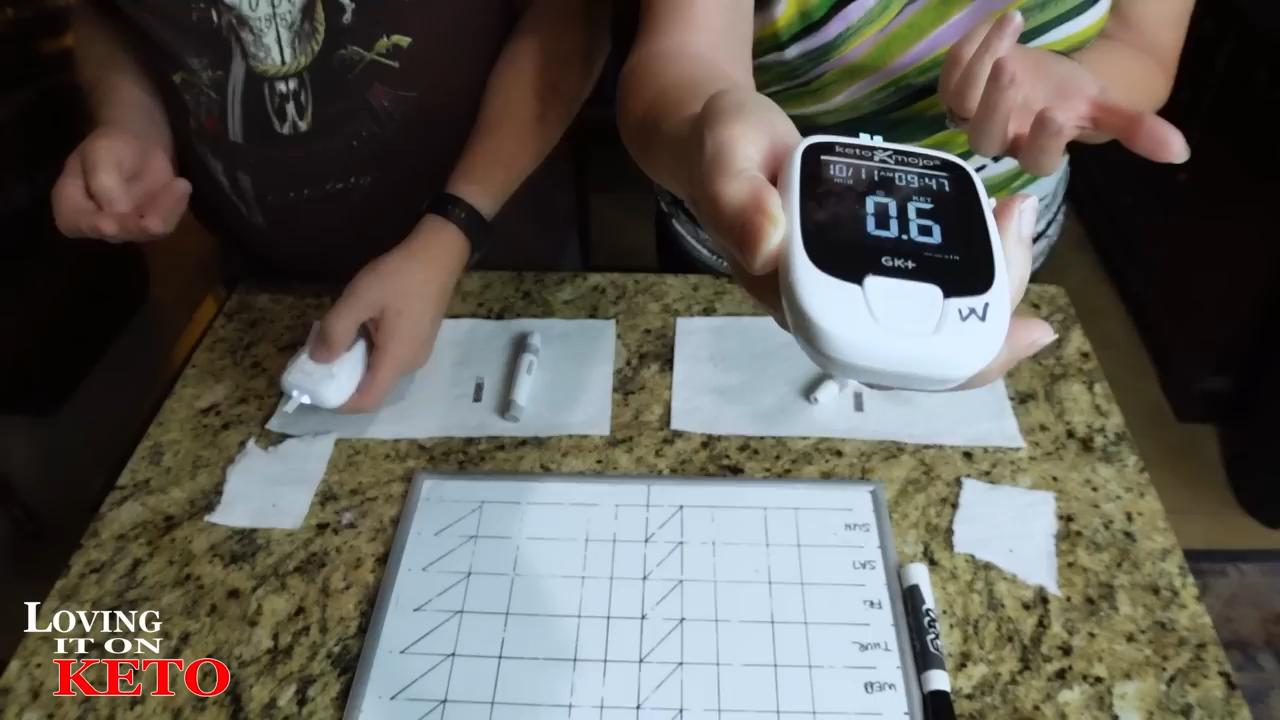 keto mojo®
10/11 AM 09:47
KET
0.6
GK+
W
SUN
SAT
FRI
THUR
WED
EXPO
LOVING
IT ON
KETO